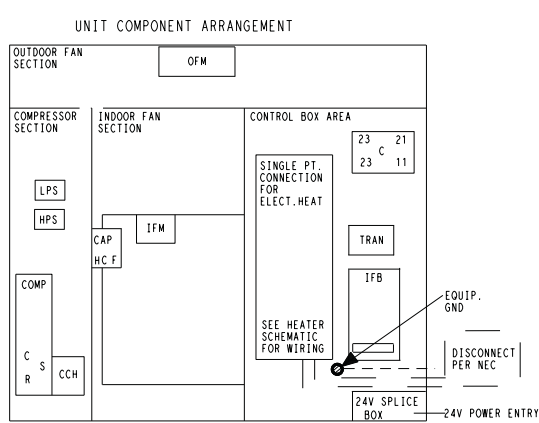 UNIT COMPONENT ARRANGEMENT
OUTDOOR FAN
SECTION
OFM
COMPRESSOR
SECTION
LPS
HPS
COMP
C
S
R
CCH
INDOOR FAN
SECTION
IFM
CAP
H C F
CONTROL BOX AREA
23 21
C
23 11
SINGLE PT.
CONNECTION
FOR
ELECT.HEAT
SEE HEATER
SCHEMATIC
FOR WIRING
TRAN
IFB
EQUIP.
GND
DISCONNECT
PER NEC
24V SPLICE
BOX
24V POWER ENTRY